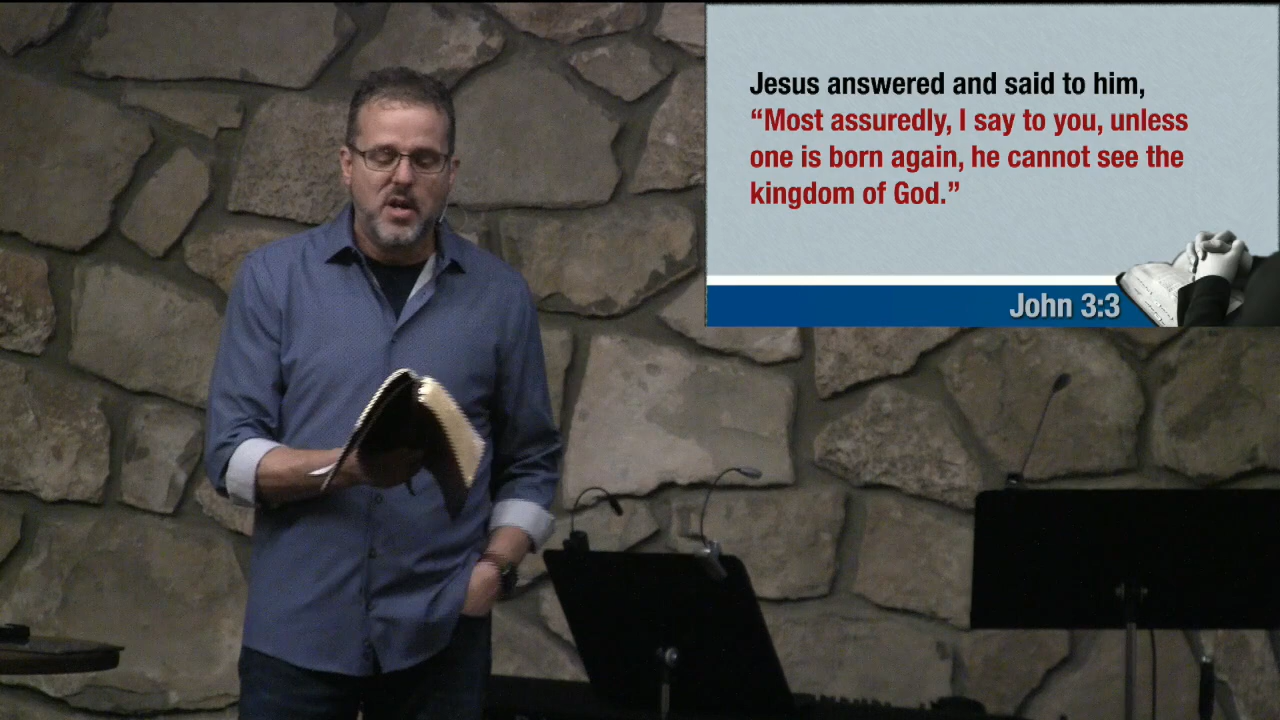 Jesus answered and said to him,
“Most assuredly, I say to you, unless
one is born again, he cannot see the
kingdom of God.”
John 3:3